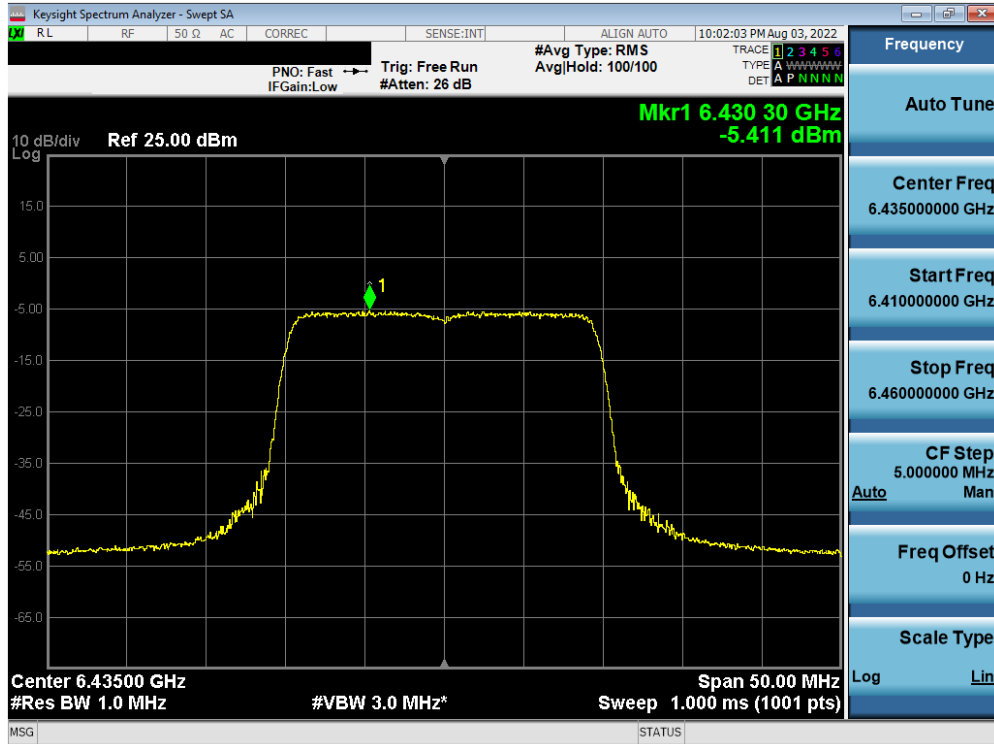 Keysight Spectrum Analyzer - Swept SA
LXI RL RF 50 Ω AC CORREC SENSE:INT ALIGN AUTO 10:02:03 PM Aug 03, 2022
PNO: Fast
IFGain:Low
Trig: Free Run
#Atten: 26 dB
#Avg Type: RMS
Avg|Hold: 100/100
TRACE 1 2 3 4 5 6
TYPE A WWWWW
DET A P N N N N
Mkr1 6.430 30 GHz
-5.411 dBm
10 dB/div Ref 25.00 dBm
Log
15.0
5.00
1
-5.00
-15.0
-25.0
-35.0
-45.0
-55.0
-65.0
Center 6.43500 GHz Span 50.00 MHz
#Res BW 1.0 MHz #VBW 3.0 MHz* Sweep 1.000 ms (1001 pts)
MSG STATUS
Frequency
Auto Tune
Center Freq
6.435000000 GHz
Start Freq
6.410000000 GHz
Stop Freq
6.460000000 GHz
CF Step
5.000000 MHz
Auto Man
Freq Offset
0 Hz
Scale Type
Log Lin